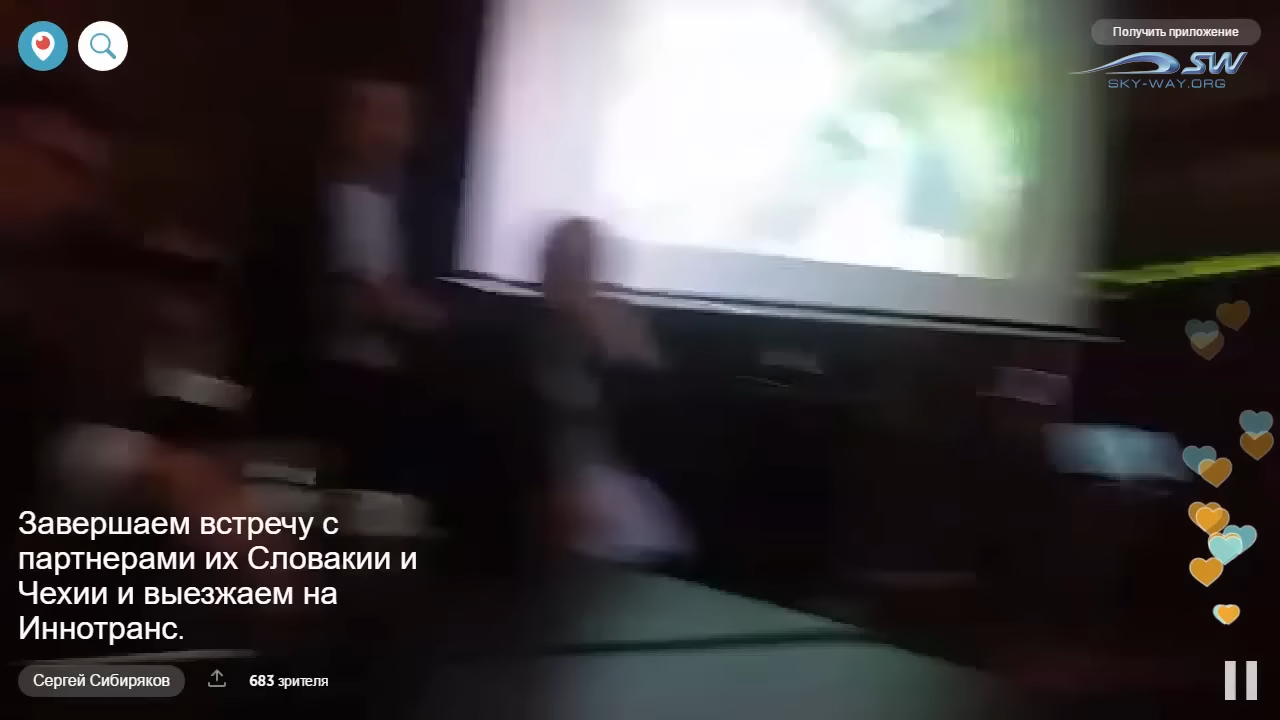 Получить приложение
SW
SKY-WAY.ORG
Завершаем встречу с
партнерами их Словакии и
Чехии и выезжаем на
Иннотранс.
Сергей Сибиряков
683 зрителя